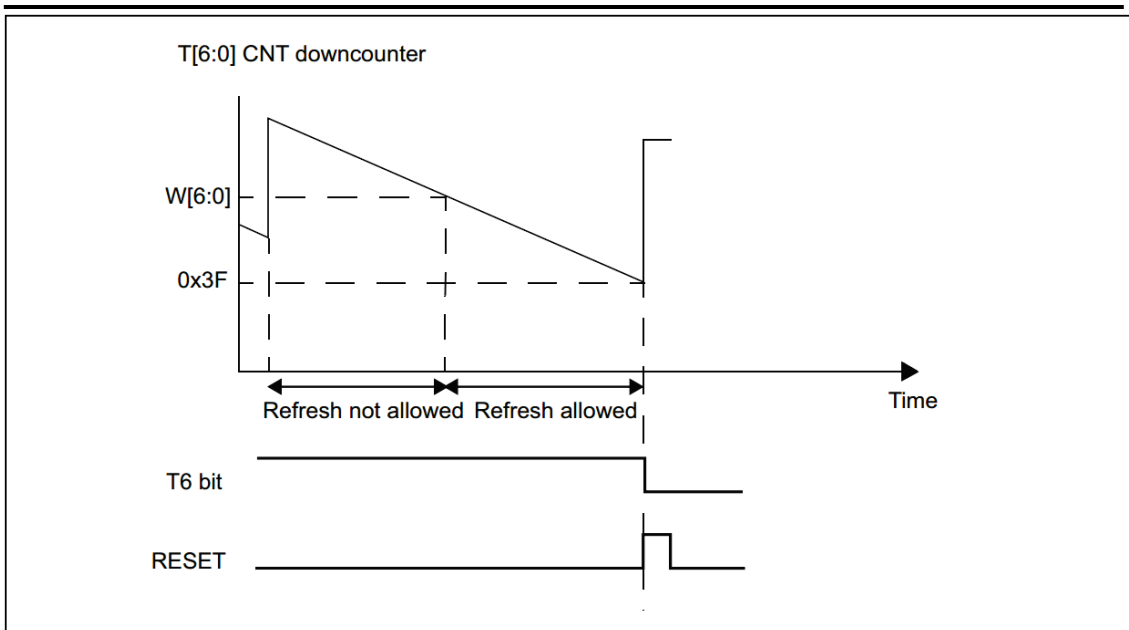 T[6:0] CNT downcounter
W[6:0]
0x3F
Refresh not allowed
Refresh allowed
Time
T6 bit
RESET